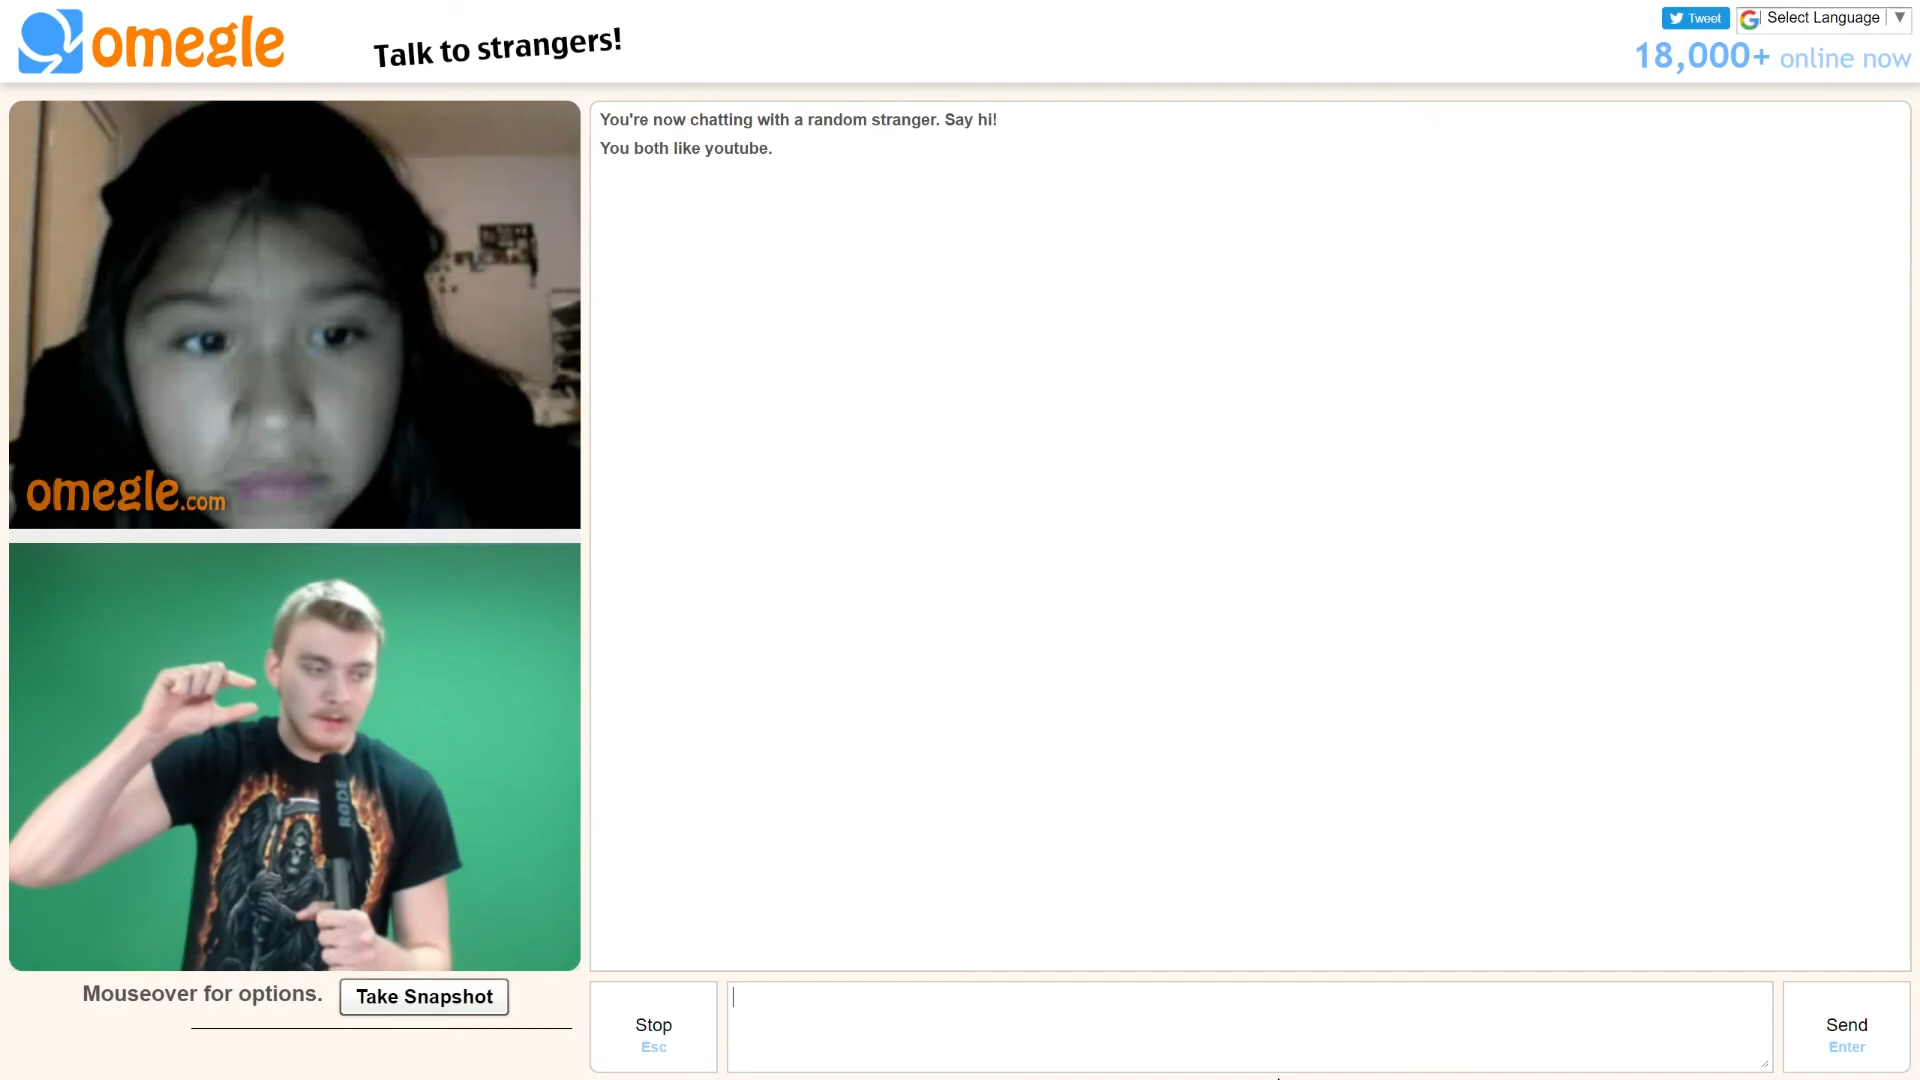 omegle
Talk to strangers!
Tweet
Select Language
18,000+ online now
You're now chatting with a random stranger. Say hi!
You both like youtube.
omegle.com
RODE
Mouseover for options.
Take Snapshot
Stop
Esc
Send
Enter